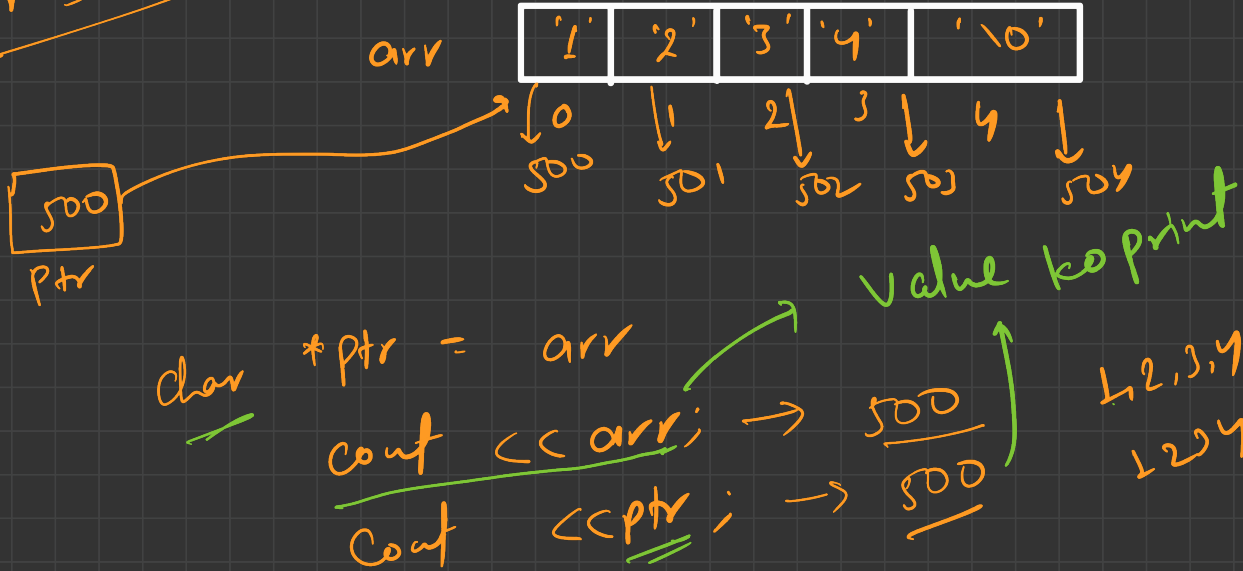 arr '1' '2' '3' '4' '\0'
0 1 2 3 4
500 501 502 503 504
500
ptr
value ko print
char *ptr = arr
cout << arr; → 500
1,2,3,4
cout << ptr; → 500
1234